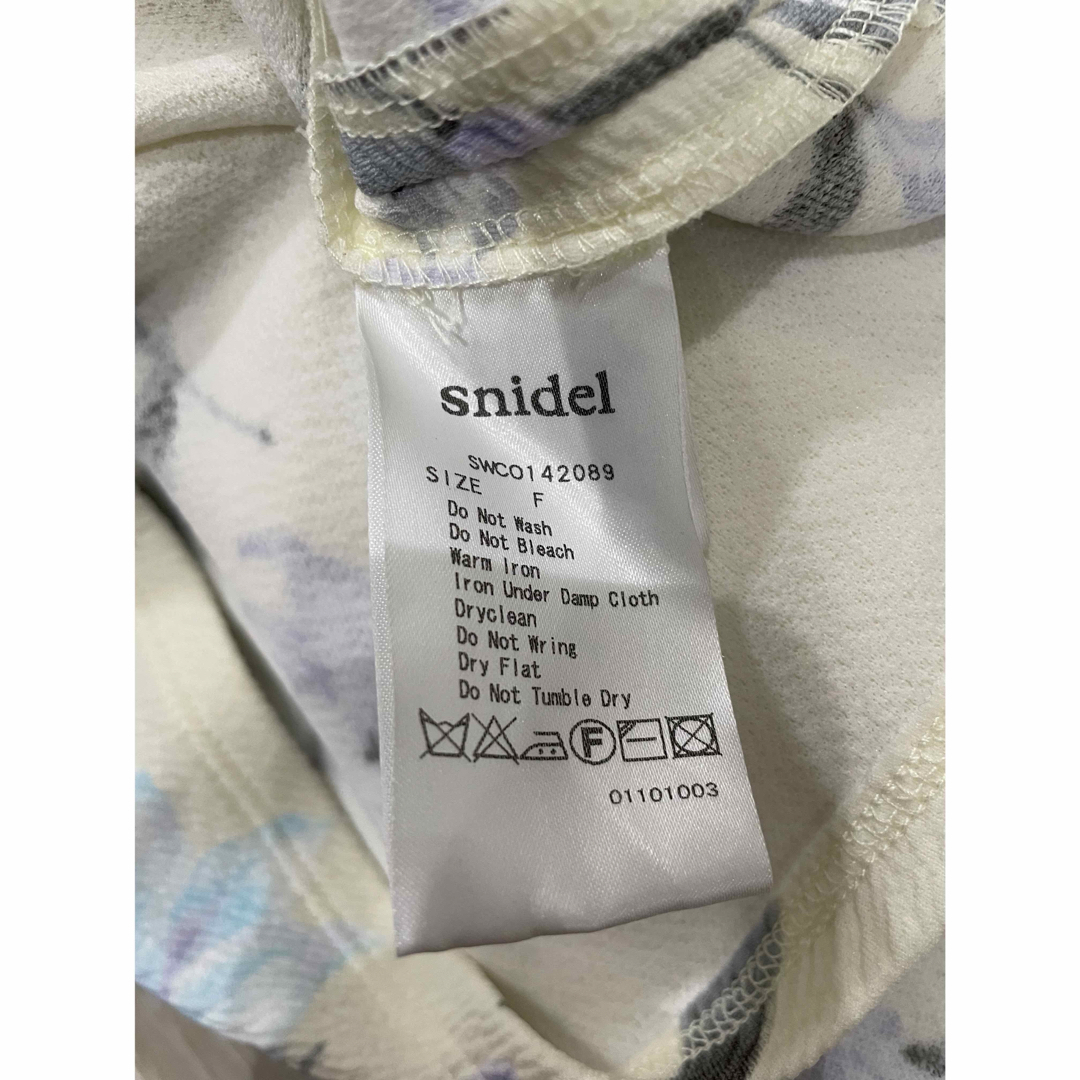 snidel
SWCO142089
SIZE F
Do Not Wash
Do Not Bleach
Warm Iron
Iron Under Damp Cloth
Dryclean
Do Not Wring
Dry Flat
Do Not Tumble Dry
F
01101003